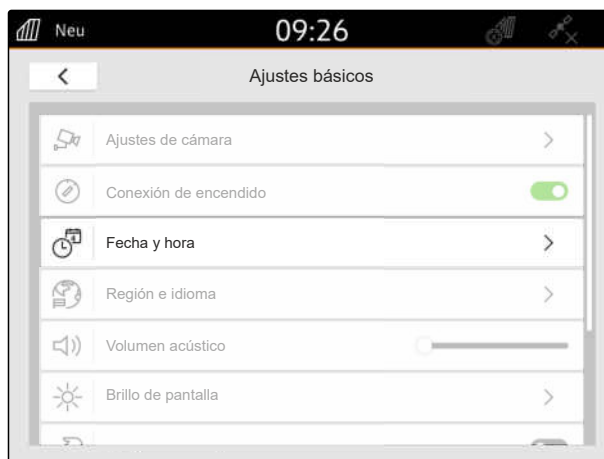 Neu
09:26
Ajustes básicos
Ajustes de cámara
Conexión de encendido
Fecha y hora
Región e idioma
Volumen acústico
Brillo de pantalla